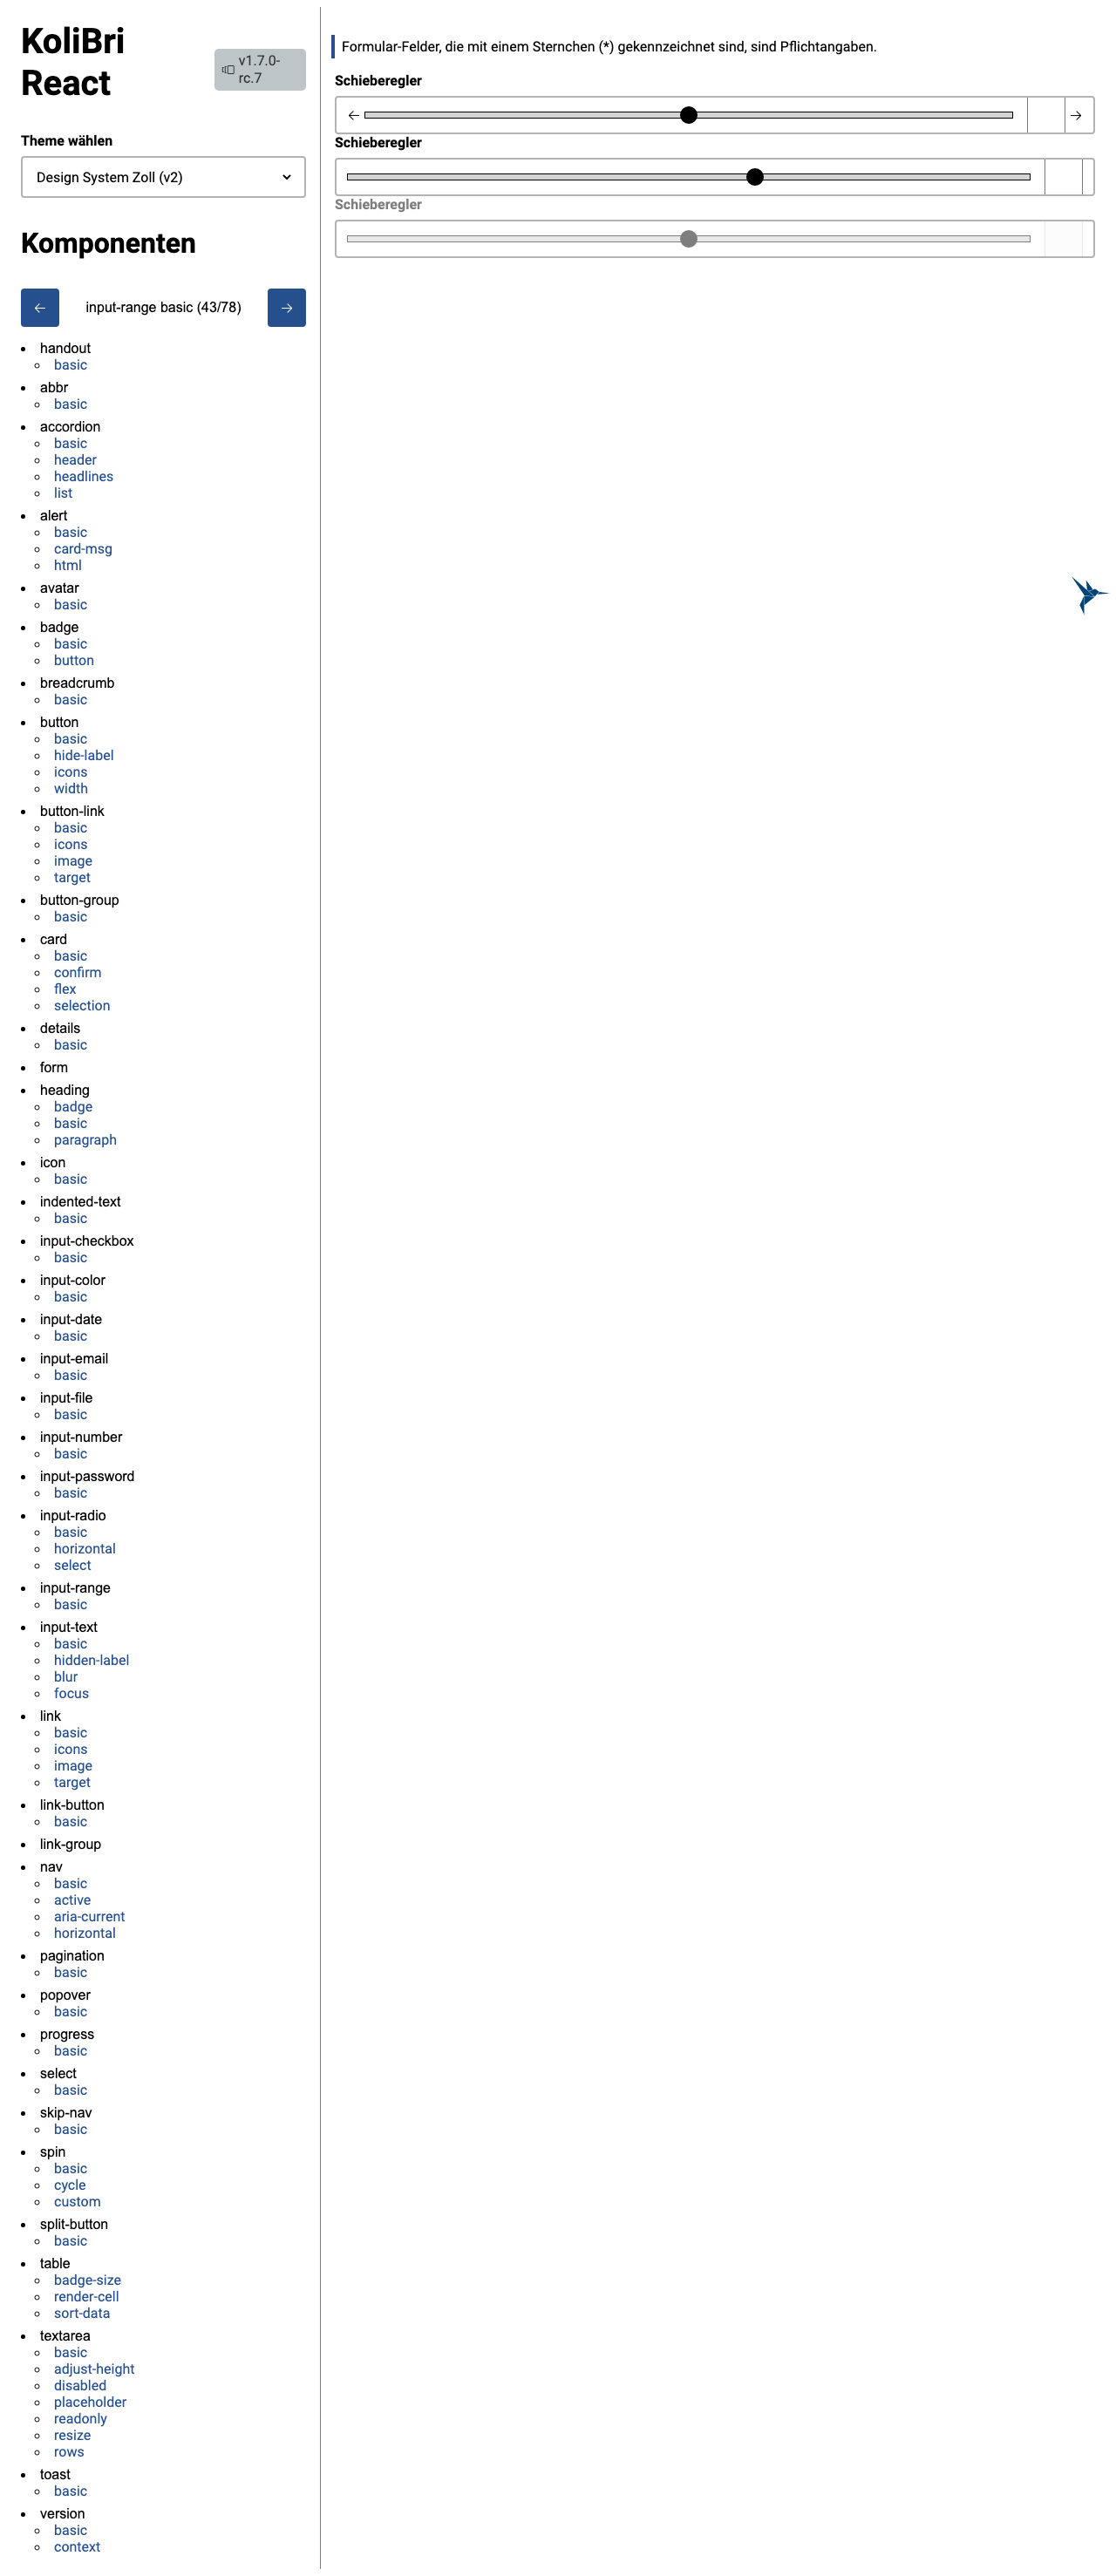 KoliBri
React
v1.7.0-
rc.7
Theme wählen
Design System Zoll (v2)
Komponenten
←
input-range basic (43/78)
→
handout
basic
abbr
basic
accordion
basic
header
headlines
list
alert
basic
card-msg
html
avatar
basic
badge
basic
button
breadcrumb
basic
button
basic
hide-label
icons
width
button-link
basic
icons
image
target
button-group
basic
card
basic
confirm
flex
selection
details
basic
form
heading
badge
basic
paragraph
icon
basic
indented-text
basic
input-checkbox
basic
input-color
basic
input-date
basic
input-email
basic
input-file
basic
input-number
basic
input-password
basic
input-radio
basic
horizontal
select
input-range
basic
input-text
basic
hidden-label
blur
focus
link
basic
icons
image
target
link-button
basic
link-group
nav
basic
active
aria-current
horizontal
pagination
basic
popover
basic
progress
basic
select
basic
skip-nav
basic
spin
basic
cycle
custom
split-button
basic
table
badge-size
render-cell
sort-data
textarea
basic
adjust-height
disabled
placeholder
readonly
resize
rows
toast
basic
version
basic
context
Formular-Felder, die mit einem Sternchen (*) gekennzeichnet sind, sind Pflichtangaben.
Schieberegler
← →
Schieberegler
Schieberegler